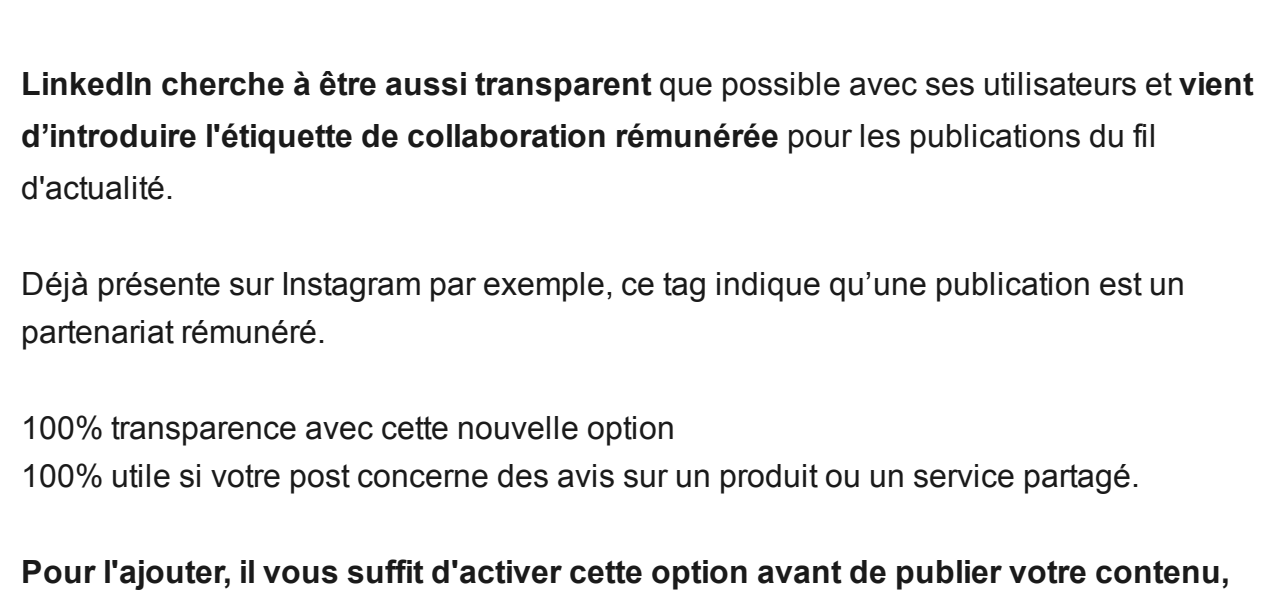 LinkedIn cherche à être aussi transparent que possible avec ses utilisateurs et vient
d’introduire l'étiquette de collaboration rémunérée pour les publications du fil
d'actualité.
Déjà présente sur Instagram par exemple, ce tag indique qu’une publication est un
partenariat rémunéré.
100% transparence avec cette nouvelle option
100% utile si votre post concerne des avis sur un produit ou un service partagé.
Pour l'ajouter, il vous suffit d'activer cette option avant de publier votre contenu,